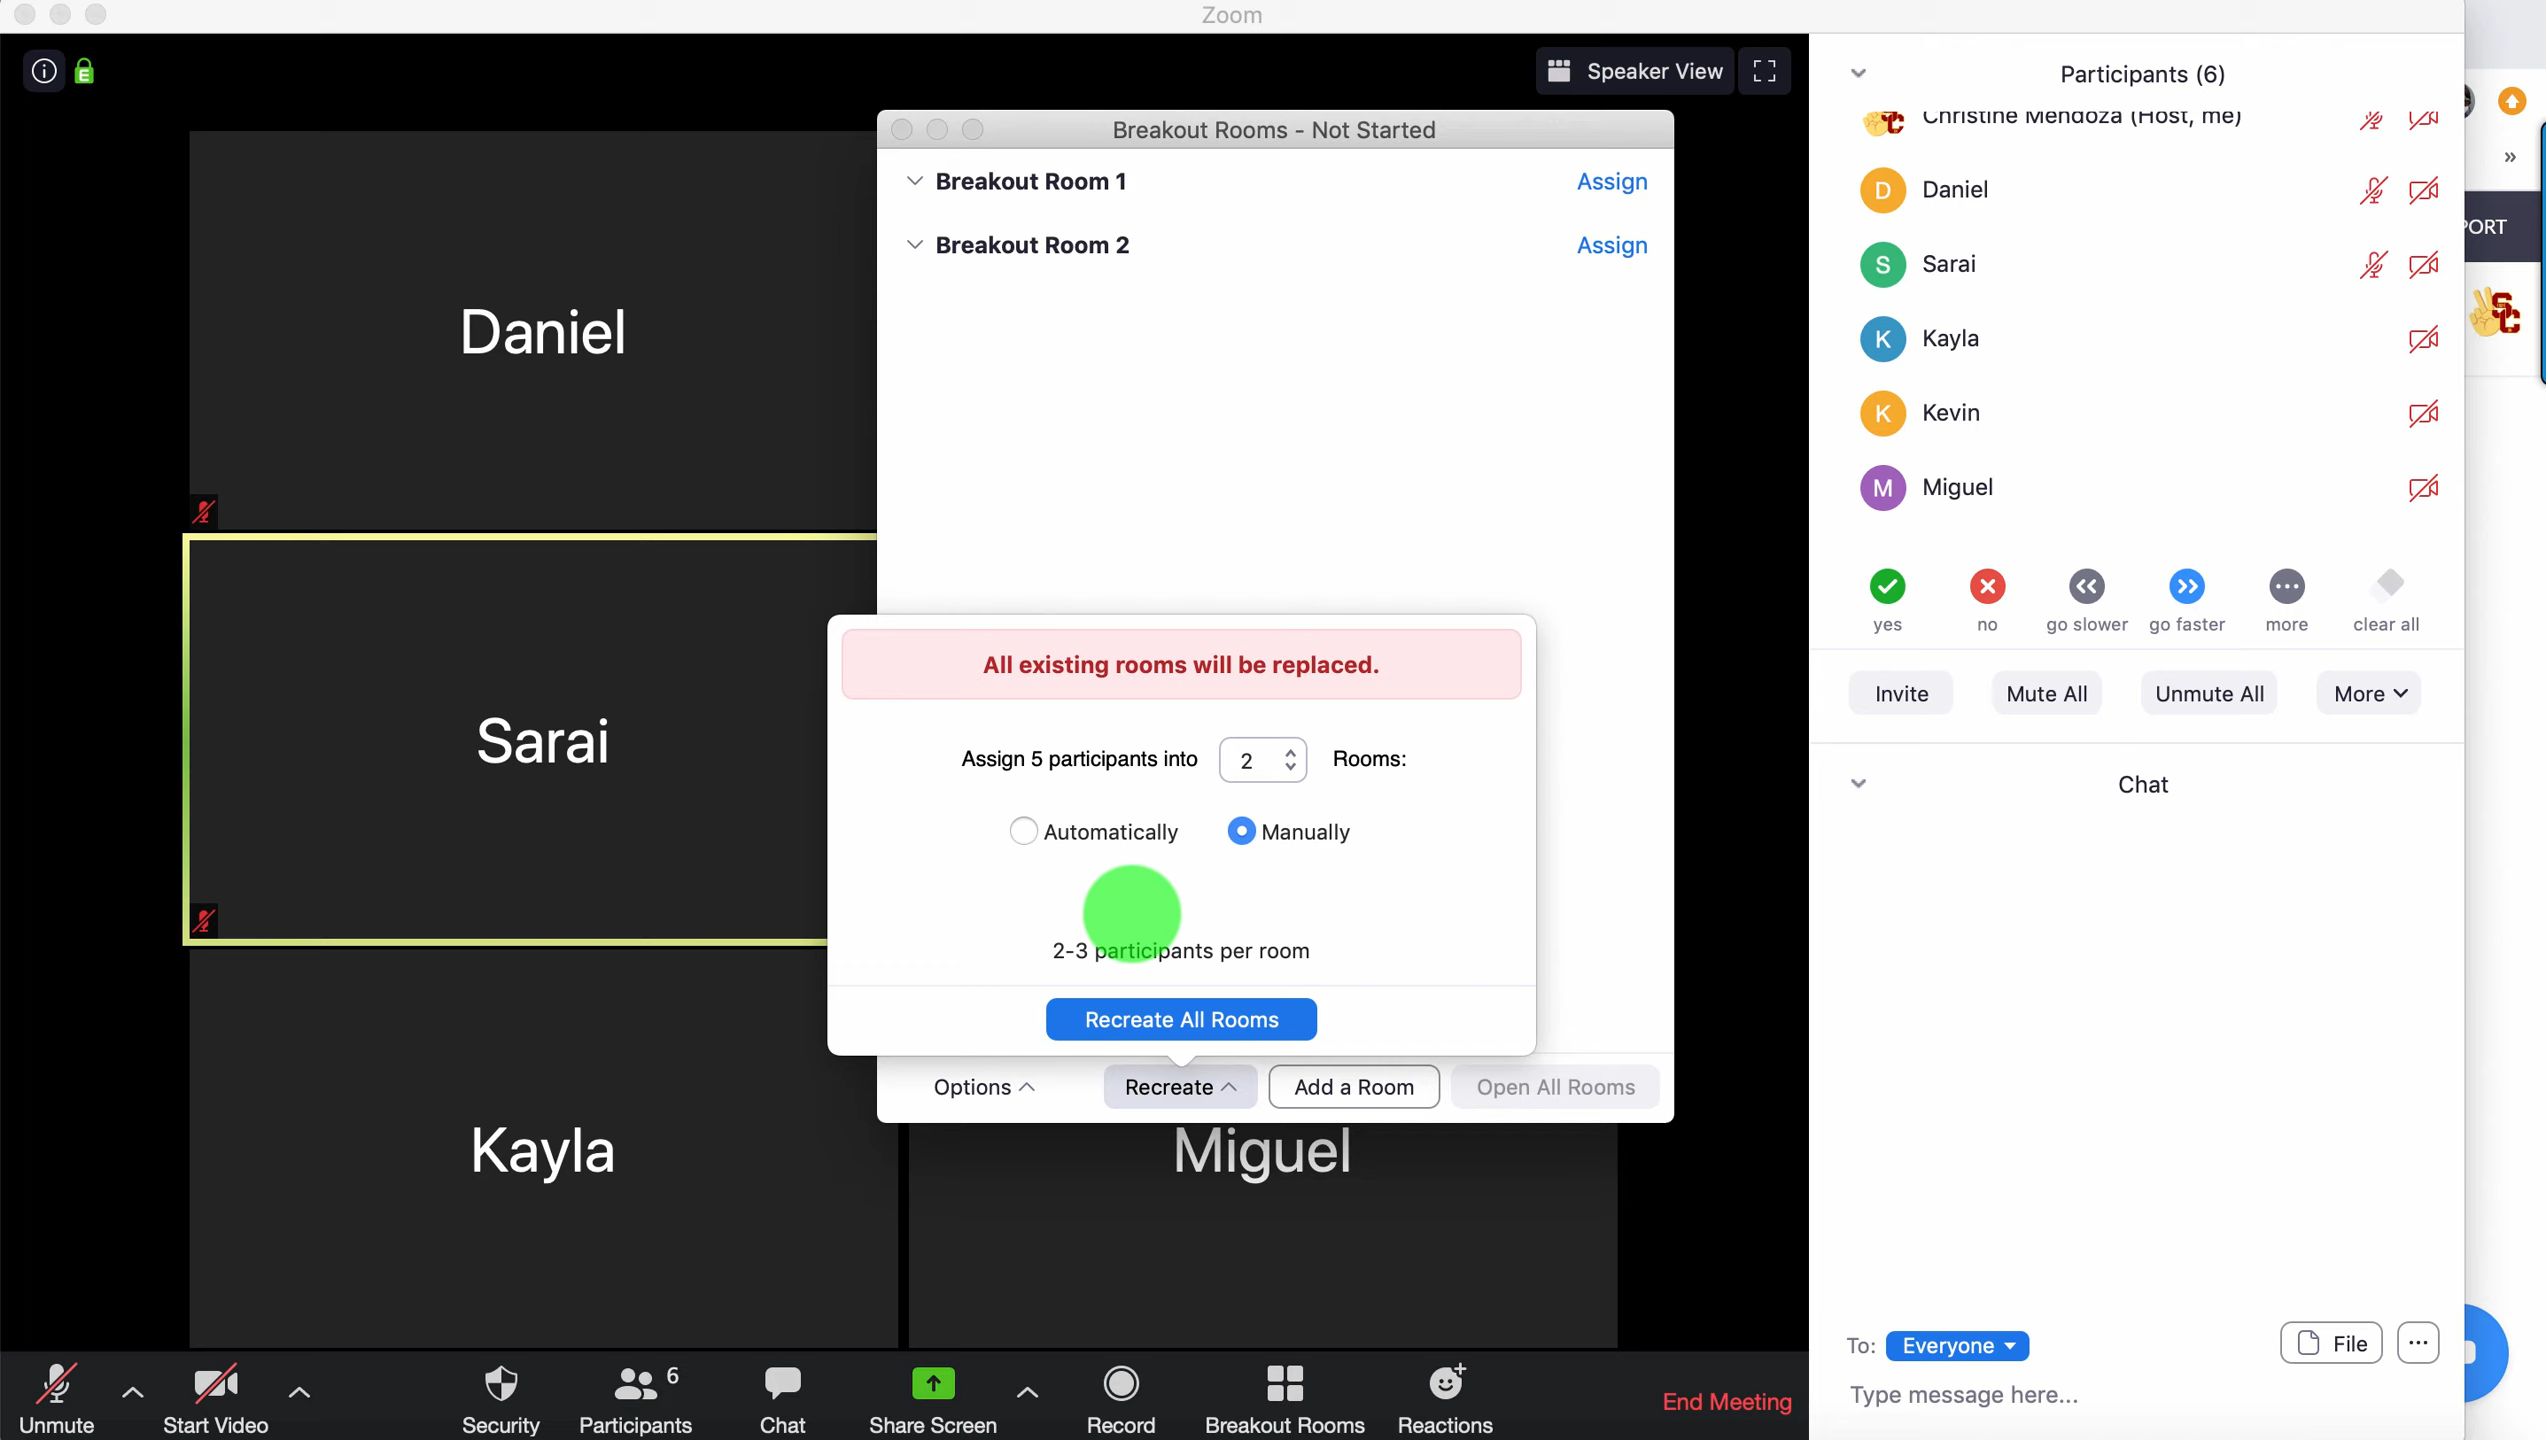 Zoom
E
Speaker View
Daniel
Sarai
Kayla
Miguel
Breakout Rooms - Not Started
Breakout Room 1
Assign
Breakout Room 2
Assign
All existing rooms will be replaced.
Assign 5 participants into 2 Rooms:
Automatically
Manually
2-3 participants per room
Recreate All Rooms
Options
Recreate
Add a Room
Open All Rooms
Participants (6)
Christine Mendoza (Host, me)
D Daniel
S Sarai
K Kayla
K Kevin
M Miguel
yes
no
go slower
go faster
more
clear all
Invite
Mute All
Unmute All
More
Chat
To: Everyone
File
Type message here...
PORT
SC
Unmute
Start Video
Security
6
Participants
Chat
Share Screen
Record
Breakout Rooms
Reactions
End Meeting